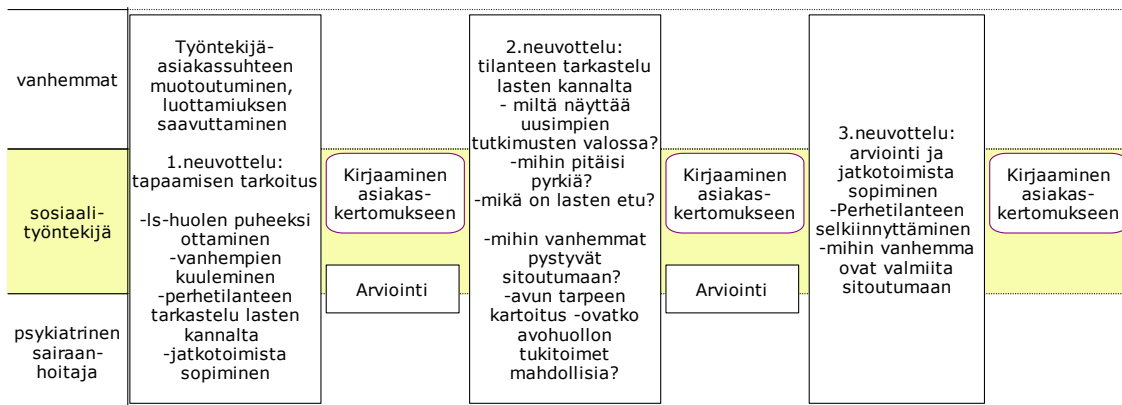 vanhemmat
sosiaali-
työntekijä
psykiatrinen
sairaan-
hoitaja
Työntekijä-
asiakassuhteen
muotoutuminen,
luottamiuksen
saavuttaminen
1.neuvottelu:
tapaamisen tarkoitus
-ls-huolen puheeksi
ottaminen
-vanhempien
kuuleminen
-perhetilanteen
tarkastelu lasten
kannalta
-jatkotoimista
sopiminen
Kirjaaminen
asiakas-
kertomukseen
Arviointi
2.neuvottelu:
tilanteen tarkastelu
lasten kannalta
- miltä näyttää
uusimpien
tutkimusten valossa?
-mihin pitäisi
pyrkiä?
-mikä on lasten etu?
-mihin vanhemmat
pystyvät
sitoutumaan?
-avun tarpeen
kartoitus -ovatko
avohuollon
tukitoimet
mahdollisia?
Kirjaaminen
asiakas-
kertomukseen
Arviointi
3.neuvottelu:
arviointi ja
jatkotoimista
sopiminen
-Perhetilanteen
selkiinnyttäminen
-mihin vanhemma
ovat valmiita
sitoutumaan
Kirjaaminen
asiakas-
kertomukseen